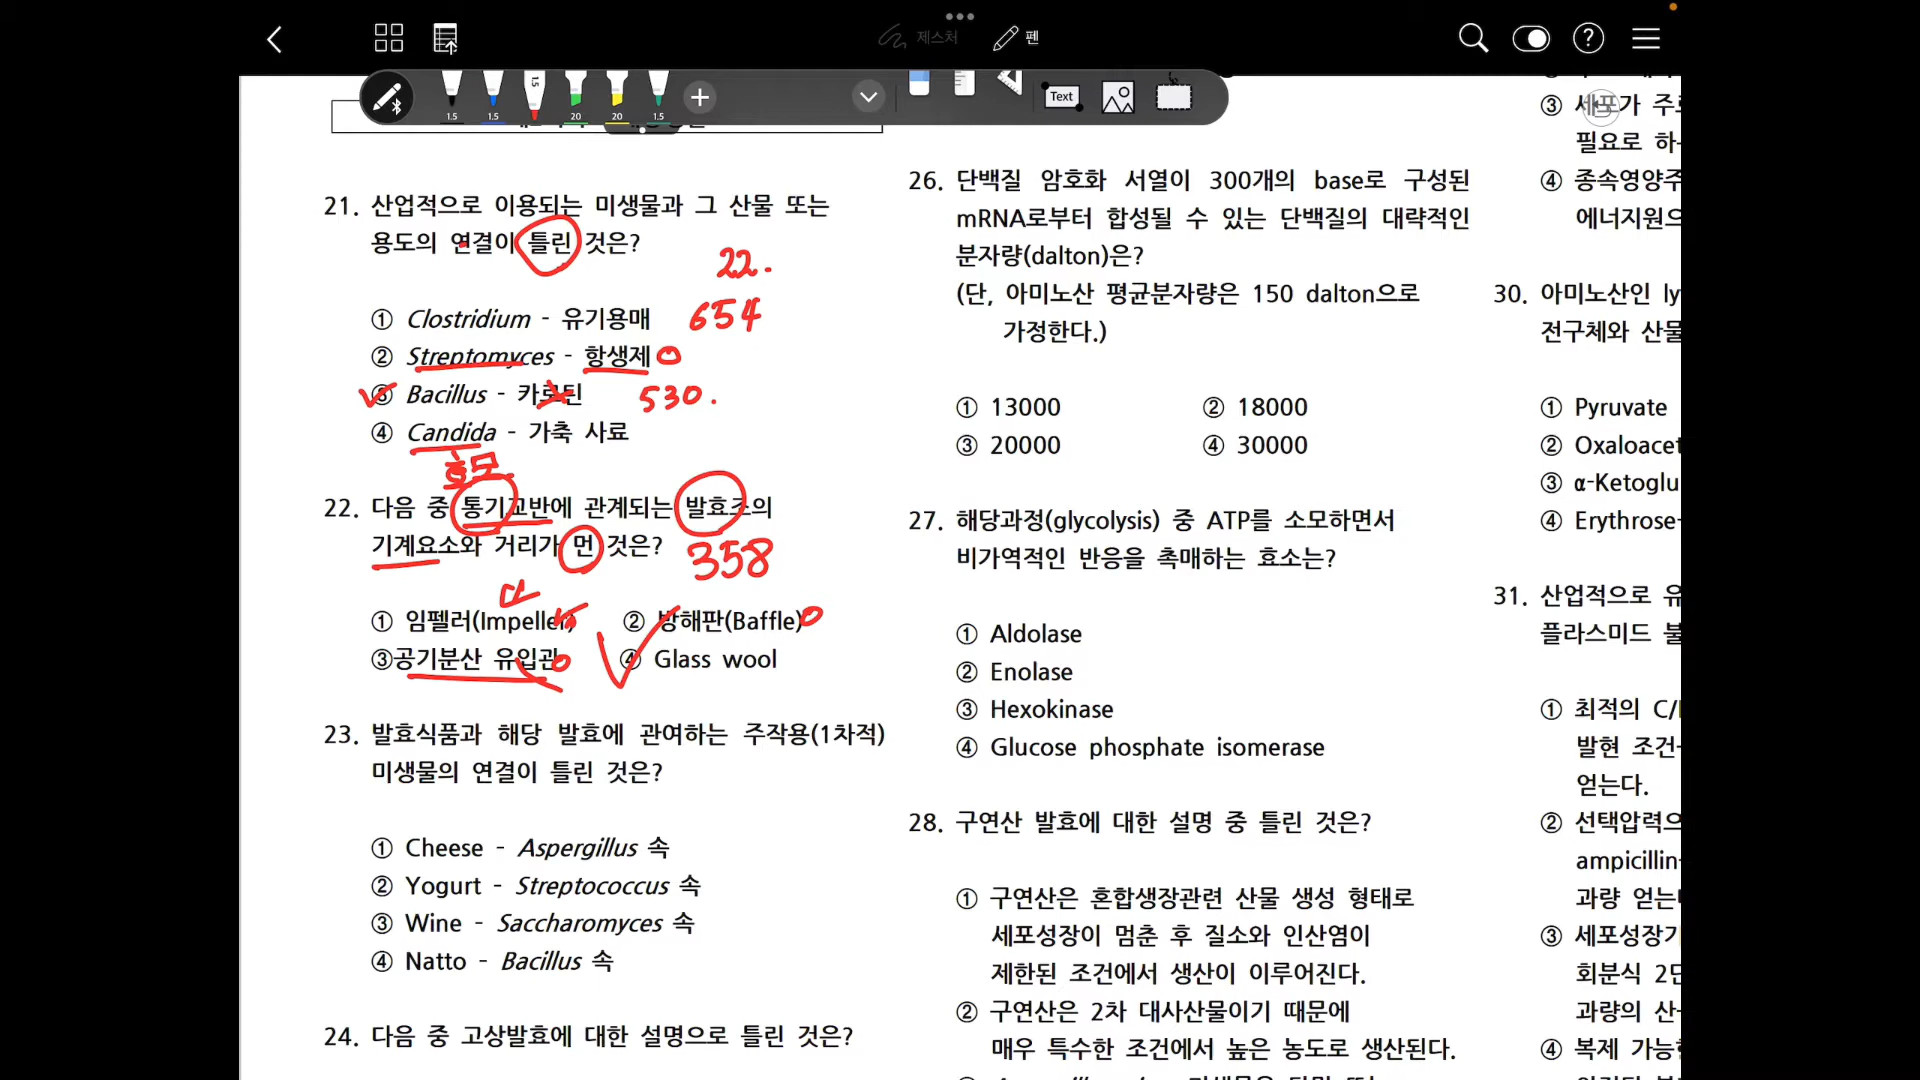 제스처
펜
1.5
1.5
1.5
20
20
1.5
Text
21. 산업적으로 이용되는 미생물과 그 산물 또는
용도의 연결이 틀린 것은?
22.
① Clostridium - 유기용매
654
② Streptomyces - 항생제
③ Bacillus - 카로틴
530.
④ Candida - 가축 사료
효모
22. 다음 중 통기교반에 관계되는 발효조의
기계요소와 거리가 먼 것은?
358
① 임펠러(Impeller) ② 방해판(Baffle)
③공기분산 유입관 ④ Glass wool
23. 발효식품과 해당 발효에 관여하는 주작용(1차적)
미생물의 연결이 틀린 것은?
① Cheese - Aspergillus 속
② Yogurt - Streptococcus 속
③ Wine - Saccharomyces 속
④ Natto - Bacillus 속
24. 다음 중 고상발효에 대한 설명으로 틀린 것은?
26. 단백질 암호화 서열이 300개의 base로 구성된
mRNA로부터 합성될 수 있는 단백질의 대략적인
분자량(dalton)은?
(단, 아미노산 평균분자량은 150 dalton으로
가정한다.)
① 13000 ② 18000
③ 20000 ④ 30000
27. 해당과정(glycolysis) 중 ATP를 소모하면서
비가역적인 반응을 촉매하는 효소는?
① Aldolase
② Enolase
③ Hexokinase
④ Glucose phosphate isomerase
28. 구연산 발효에 대한 설명 중 틀린 것은?
① 구연산은 혼합생장관련 산물 생성 형태로
세포성장이 멈춘 후 질소와 인산염이
제한된 조건에서 생산이 이루어진다.
② 구연산은 2차 대사산물이기 때문에
매우 특수한 조건에서 높은 농도로 생산된다.
③ 세포가 주로
필요로 하
④ 종속영양주
에너지원으
30. 아미노산인 ly
전구체와 산물
① Pyruvate
② Oxaloacet
③ α-Ketoglu
④ Erythrose-
31. 산업적으로 유
플라스미드 불
① 최적의 C/
발현 조건
얻는다.
② 선택압력으
ampicillin
과량 얻는
③ 세포성장기
회분식 2단
과량의 산
④ 복제 가능한